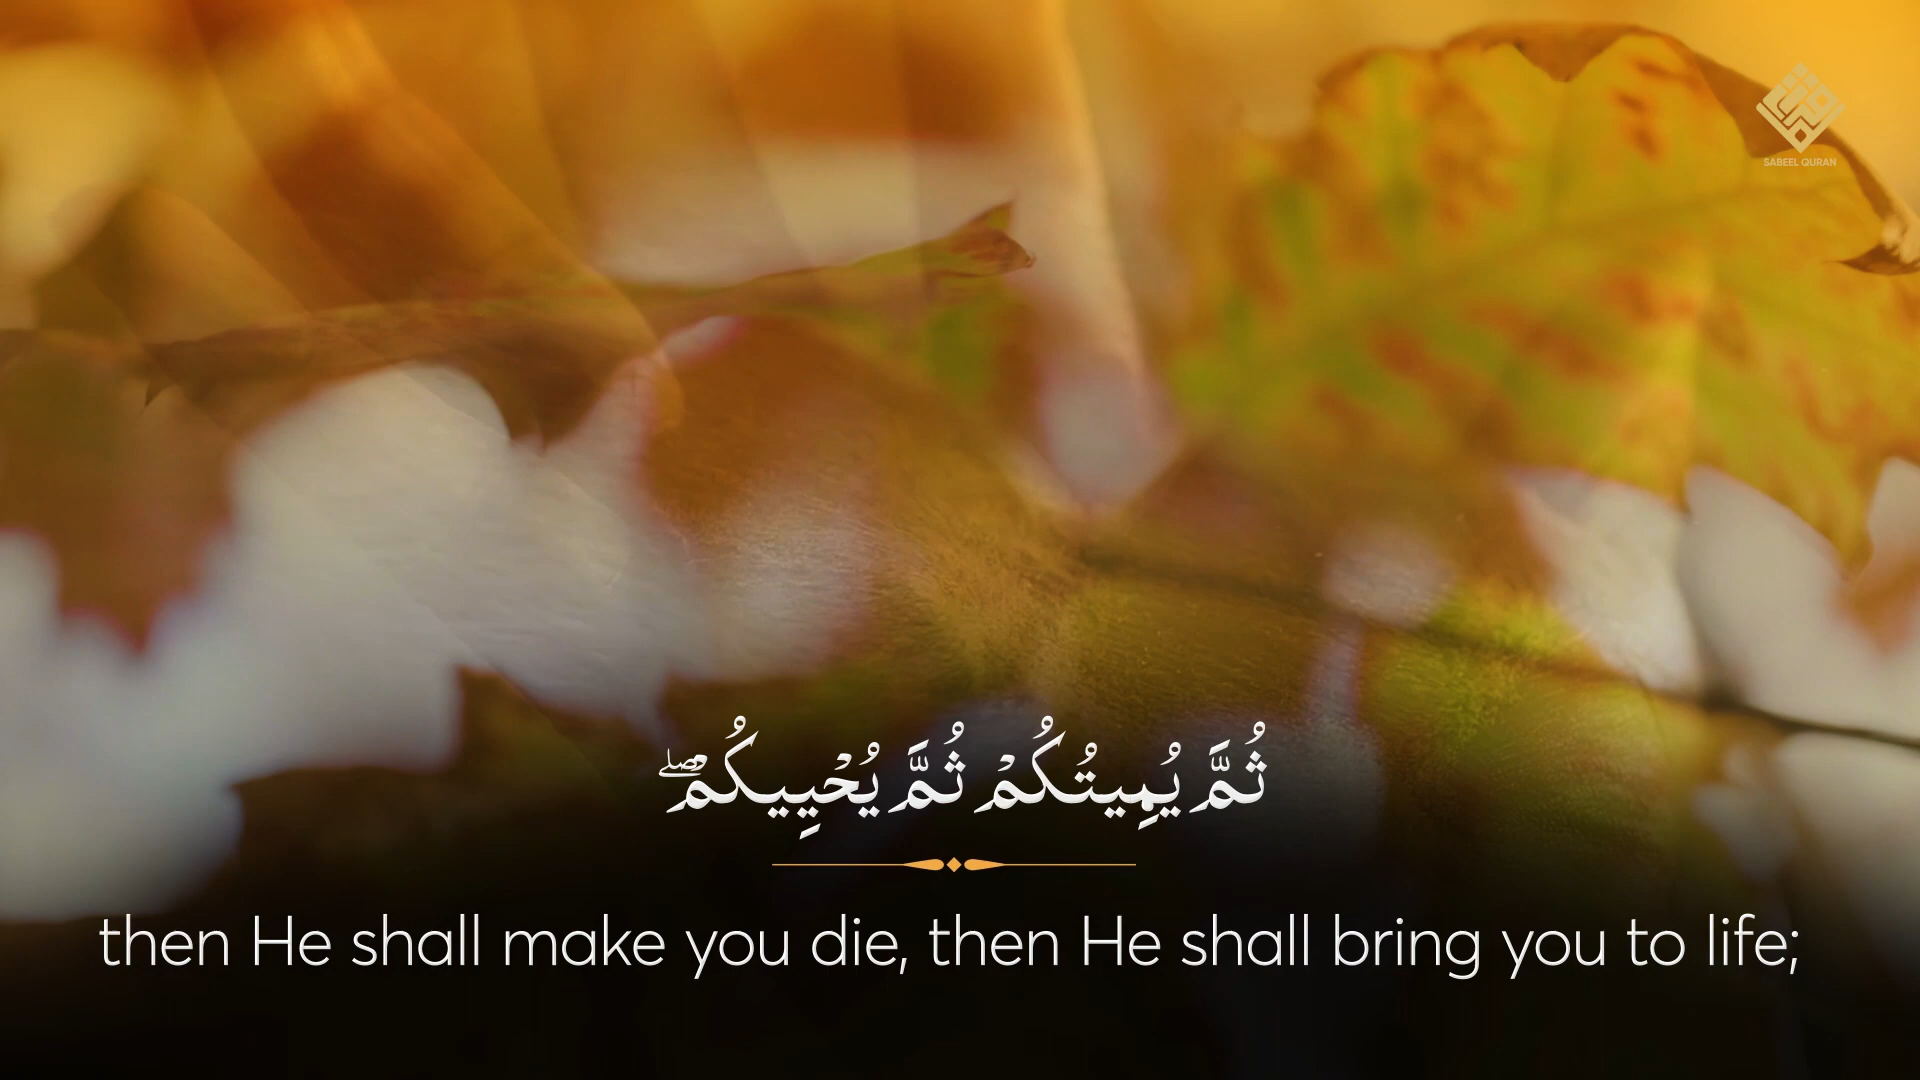 SABEEL QURAN
ثُمَّ يُمِيتُكُمْ ثُمَّ يُحْيِيكُمْ ۖ
then He shall make you die, then He shall bring you to life;